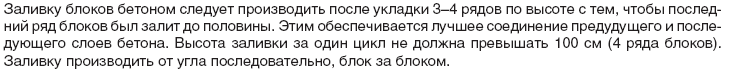 Заливку блоков бетоном следует производить после укладки 3–4 рядов по высоте с тем, чтобы послед-
ний ряд блоков был залит до половины. Этим обеспечивается лучшее соединение предудущего и после-
дующего слоев бетона. Высота заливки за один цикл не должна превышать 100 см (4 ряда блоков).
Заливку производить от угла последовательно, блок за блоком.